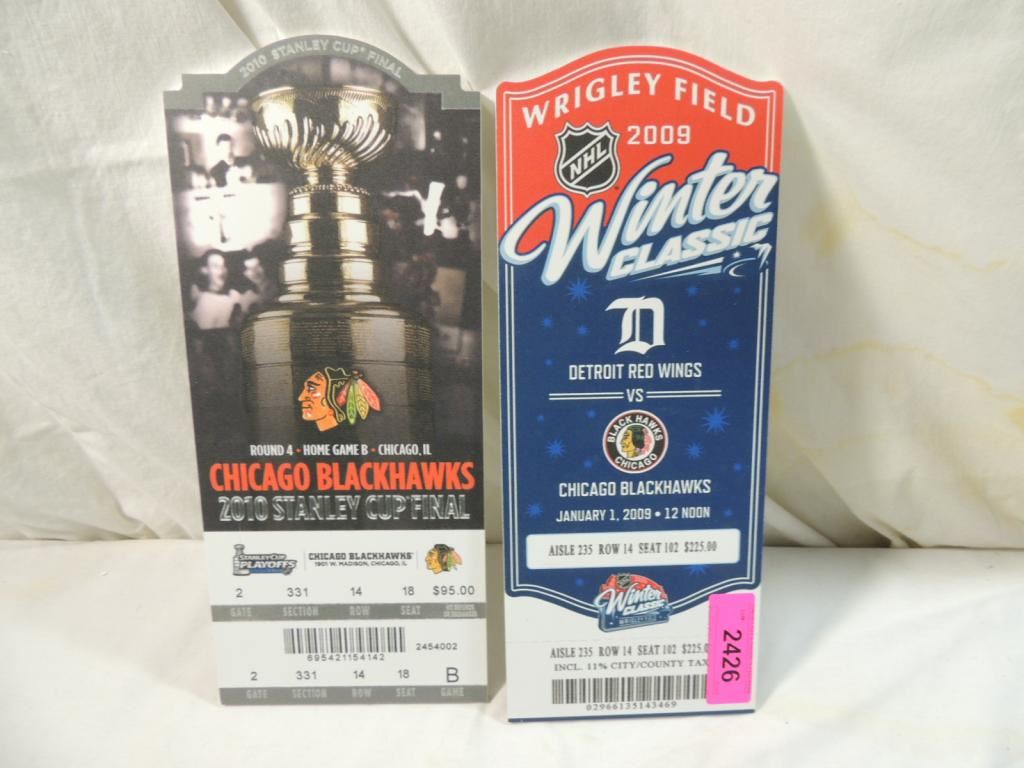 2010 STANLEY CUP® FINAL
ROUND 4 • HOME GAME B • CHICAGO, IL
CHICAGO BLACKHAWKS
2010 STANLEY CUP® FINAL
STANLEY CUP
PLAYOFFS
CHICAGO BLACKHAWKS®
1901 W. MADISON, CHICAGO, IL
2 331 14 18 $95.00
GATE SECTION ROW SEAT
695421154142
2454002
2 331 14 18 B
GATE SECTION ROW SEAT GAME
WRIGLEY FIELD
2009
NHL
Winter
CLASSIC
D
DETROIT RED WINGS
VS
BLACK HAWKS
CHICAGO
CHICAGO BLACKHAWKS
JANUARY 1, 2009 • 12 NOON
AISLE 235 ROW 14 SEAT 102 $225.00
Winter
CLASSIC
WRIGLEY FIELD
AISLE 235 ROW 14 SEAT 102 $225.0
INCL. 11% CITY/COUNTY TAX
02966135143469
2426